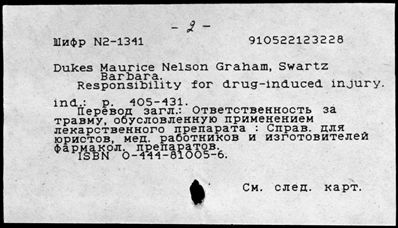 - 2 -
Шифр N2-1341 910522123228
Dukes Maurice Nelson Graham, Swartz
Barbara.
Responsibility for drug-induced injury.
ind.: p. 405-431.
Перевод загл.: Ответственность за
травму, обусловленную применением
лекарственного препарата : Справ. для
юристов, мед. работников и изготовителей
фармакол. препаратов.
ISBN 0-444-81005-6.
См. след. карт.